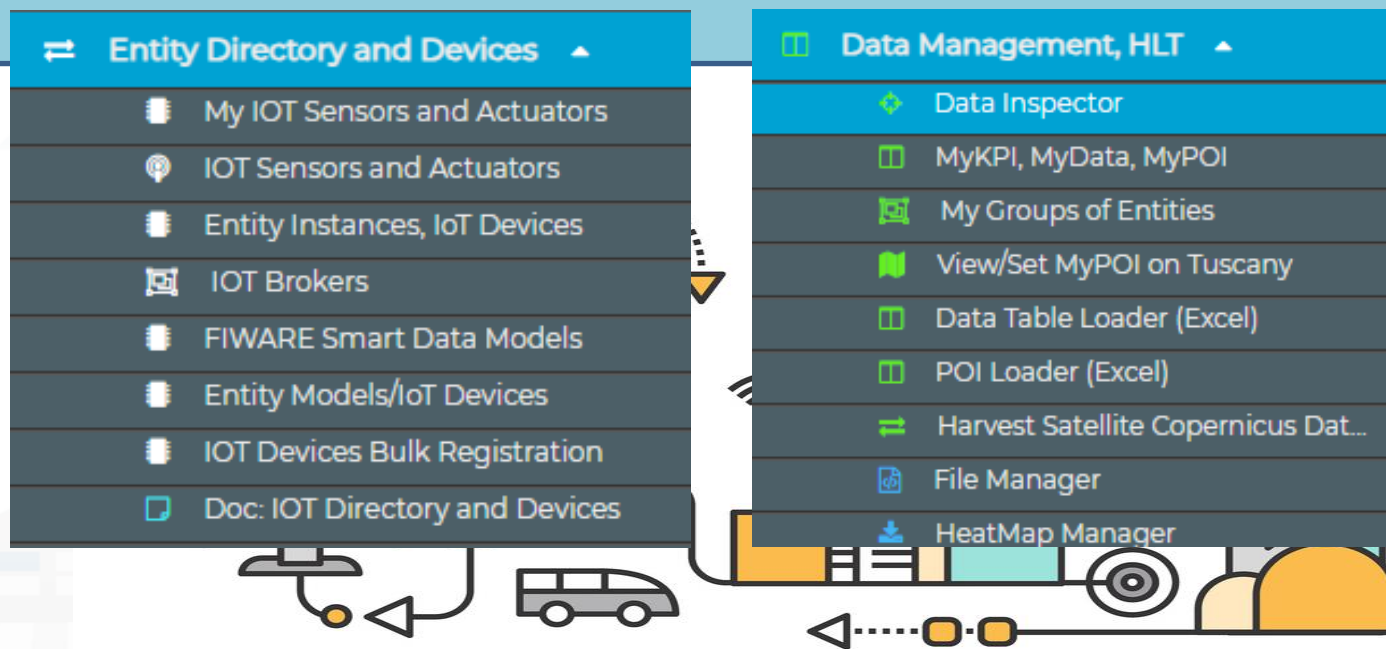 Entity Directory and Devices
My IOT Sensors and Actuators
IOT Sensors and Actuators
Entity Instances, IoT Devices
IOT Brokers
FIWARE Smart Data Models
Entity Models/IoT Devices
IOT Devices Bulk Registration
Doc: IOT Directory and Devices
Data Management, HLT
Data Inspector
MyKPI, MyData, MyPOI
My Groups of Entities
View/Set MyPOI on Tuscany
Data Table Loader (Excel)
POI Loader (Excel)
Harvest Satellite Copernicus Dat...
File Manager
HeatMap Manager